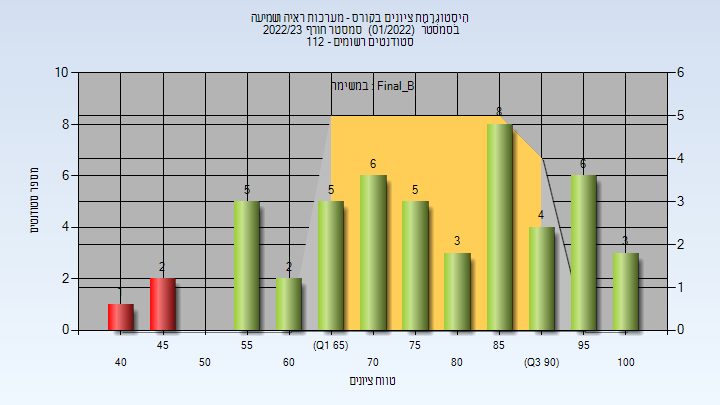 הִיסְטוֹגְרַמַת ציונים בקורס - מערכות ראיה ושמיעה
בסמֶסְטֶר (01/2022) סמסטר חורף 2022/23
סטודנטים רשומים - 112
במשימה : Final_B
מספר סטודנטים
10 8 6 4 2 0
6 5 4 3 2 1 0
1 2 5 2 5 6 5 3 8 4 6 3
45 55 (Q1 65) 75 85 95
40 50 60 70 80 (Q3 90) 100
טווח ציונים